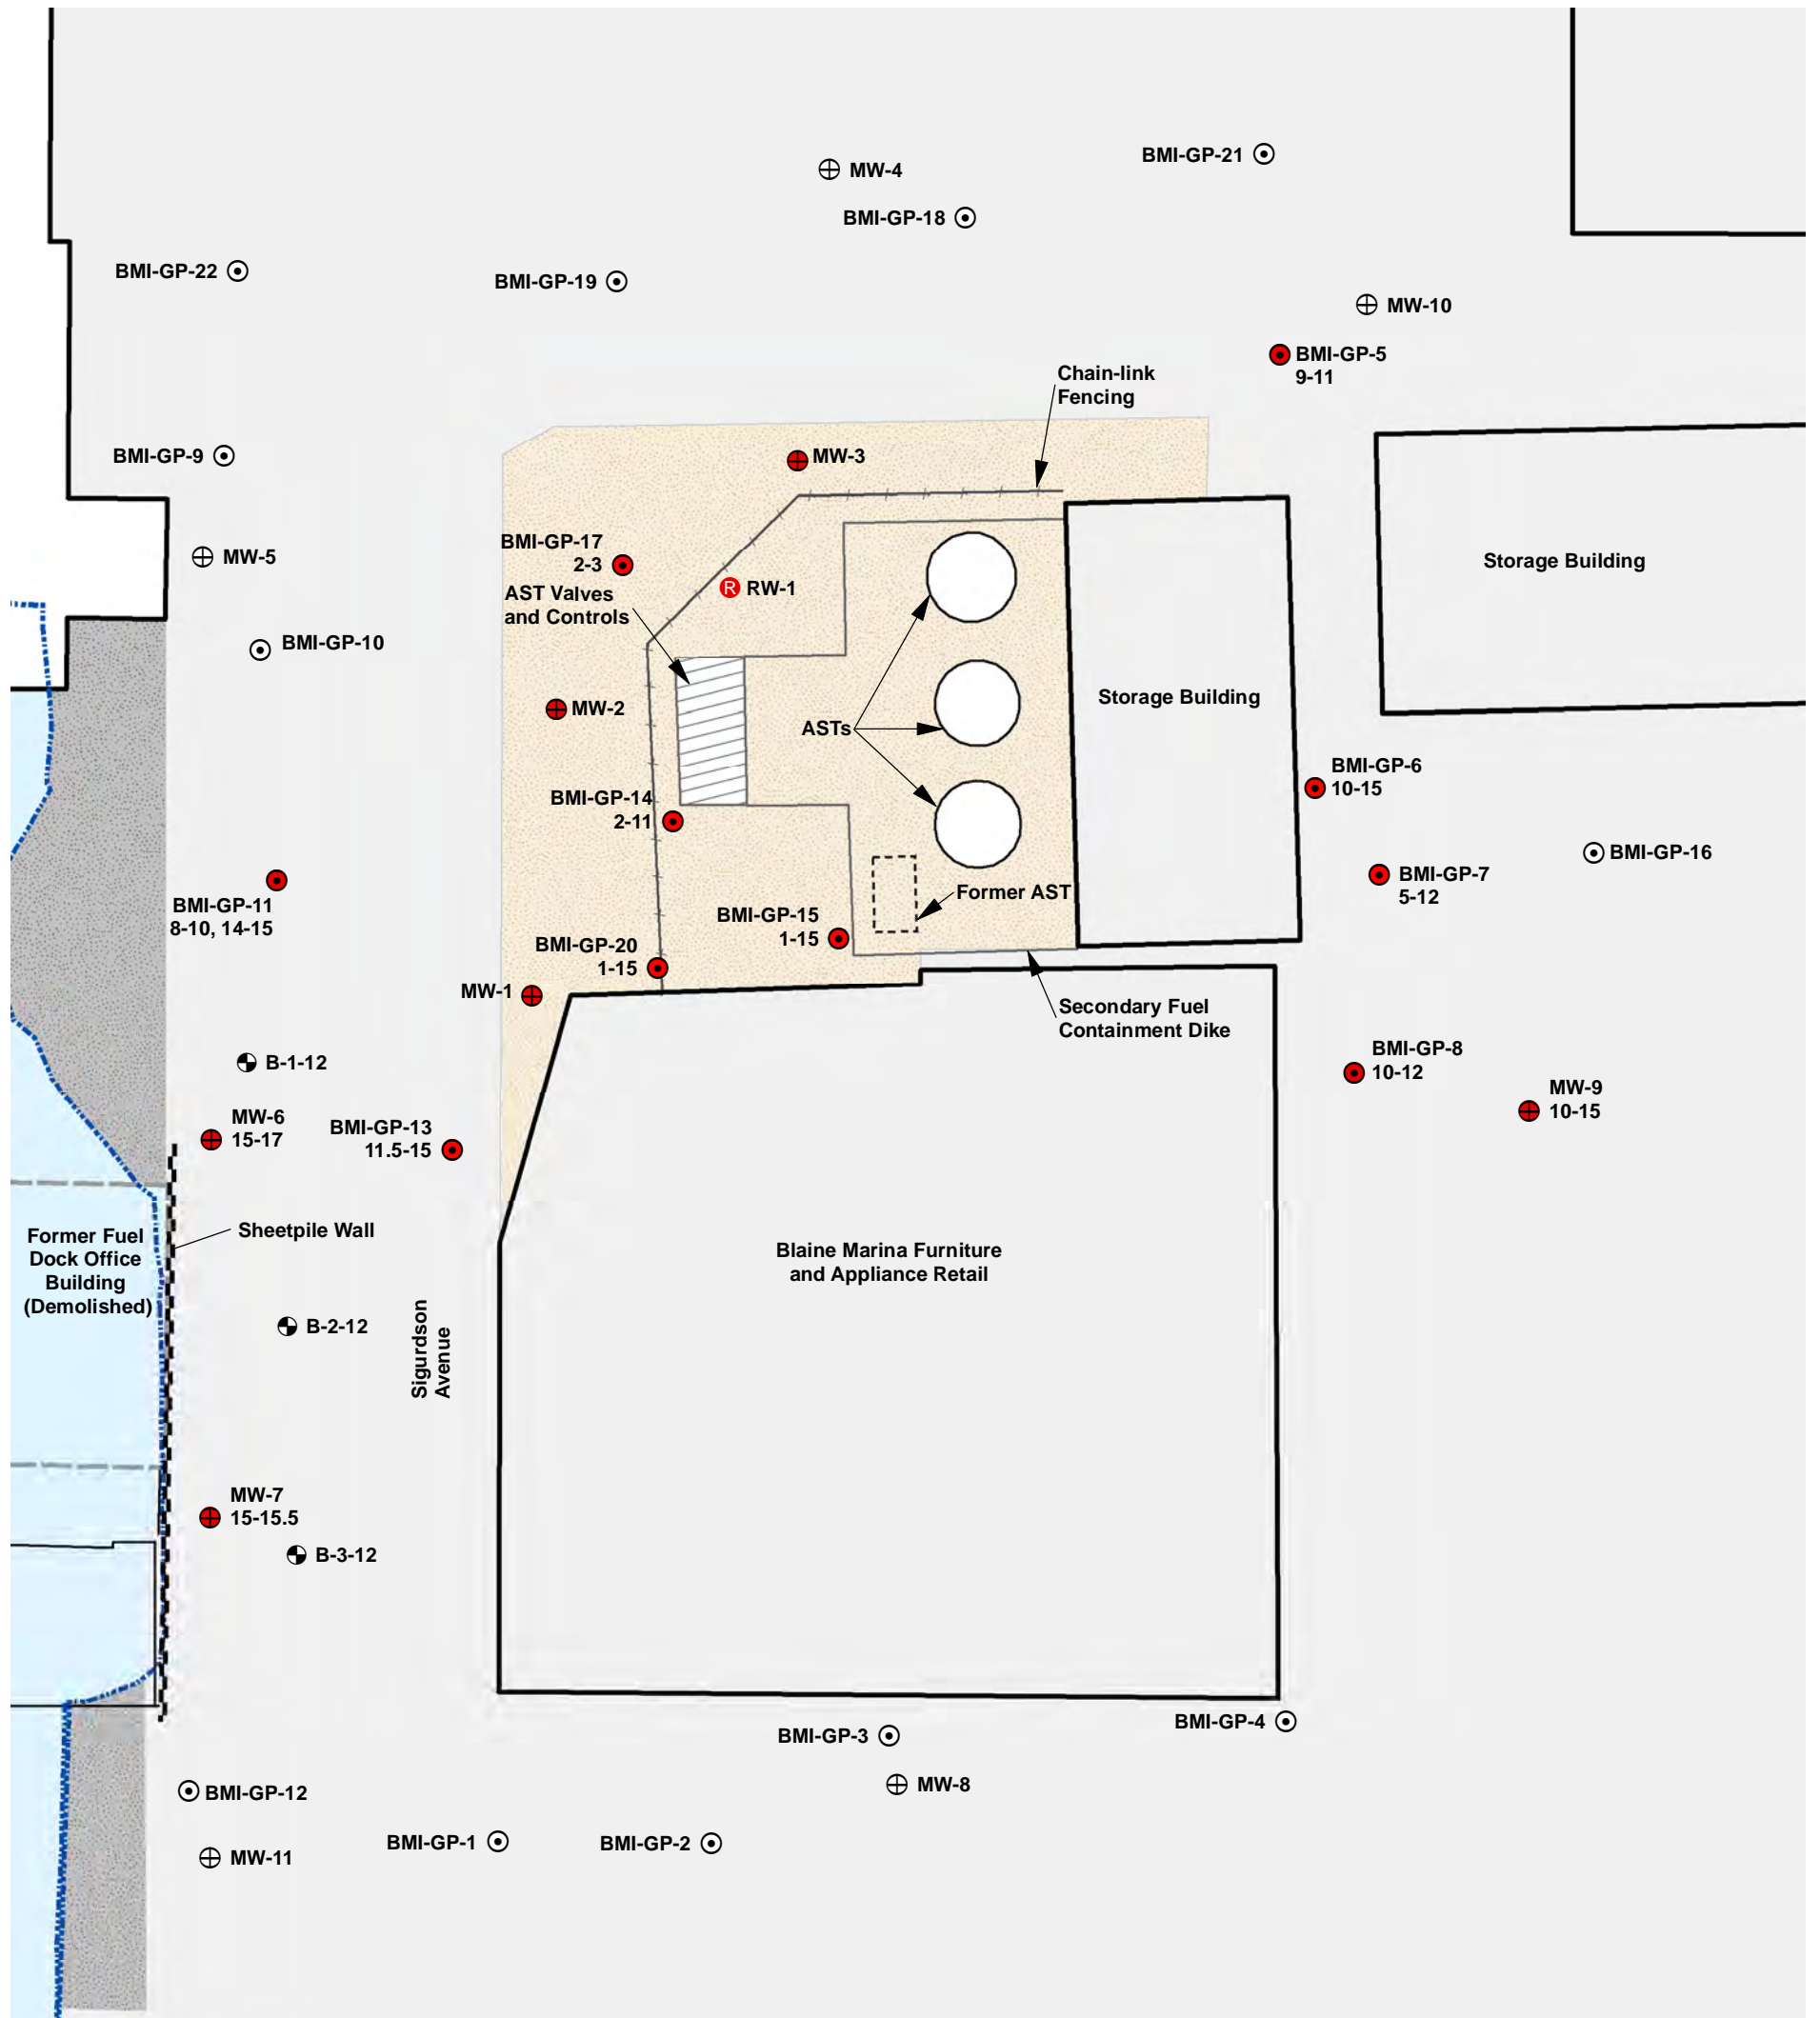 BMI-GP-21
MW-4
BMI-GP-18
BMI-GP-22
BMI-GP-19
MW-10
BMI-GP-5
9-11
Chain-link
Fencing
BMI-GP-9
MW-3
BMI-GP-17
2-3
MW-5
Storage Building
R
RW-1
AST Valves
and Controls
BMI-GP-10
MW-2
Storage Building
ASTs
BMI-GP-6
10-15
BMI-GP-14
2-11
BMI-GP-16
BMI-GP-7
5-12
Former AST
BMI-GP-11
8-10, 14-15
BMI-GP-15
1-15
BMI-GP-20
1-15
MW-1
Secondary Fuel
Containment Dike
B-1-12
BMI-GP-8
10-12
MW-9
10-15
MW-6
15-17
BMI-GP-13
11.5-15
Sheetpile Wall
Former Fuel
Dock Office
Building
(Demolished)
Blaine Marina Furniture
and Appliance Retail
B-2-12
Sigurdson
Avenue
MW-7
15-15.5
B-3-12
BMI-GP-4
BMI-GP-3
MW-8
BMI-GP-12
BMI-GP-1
BMI-GP-2
MW-11